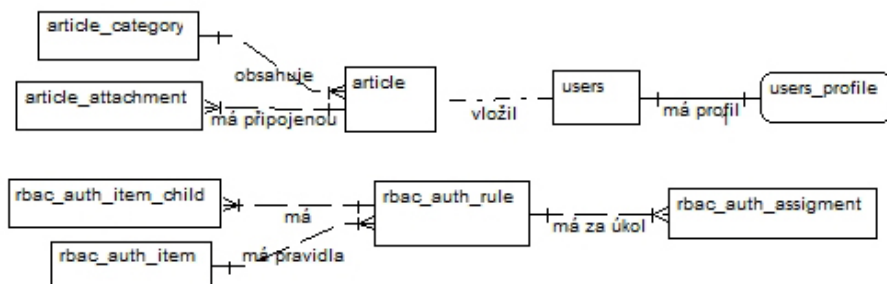 article_category
obsahuje
article
users
users_profile
article_attachment
má připojenou
vložil
má profil
rbac_auth_item_child
má
rbac_auth_rule
má za úkol
rbac_auth_assigment
rbac_auth_item
má pravidla